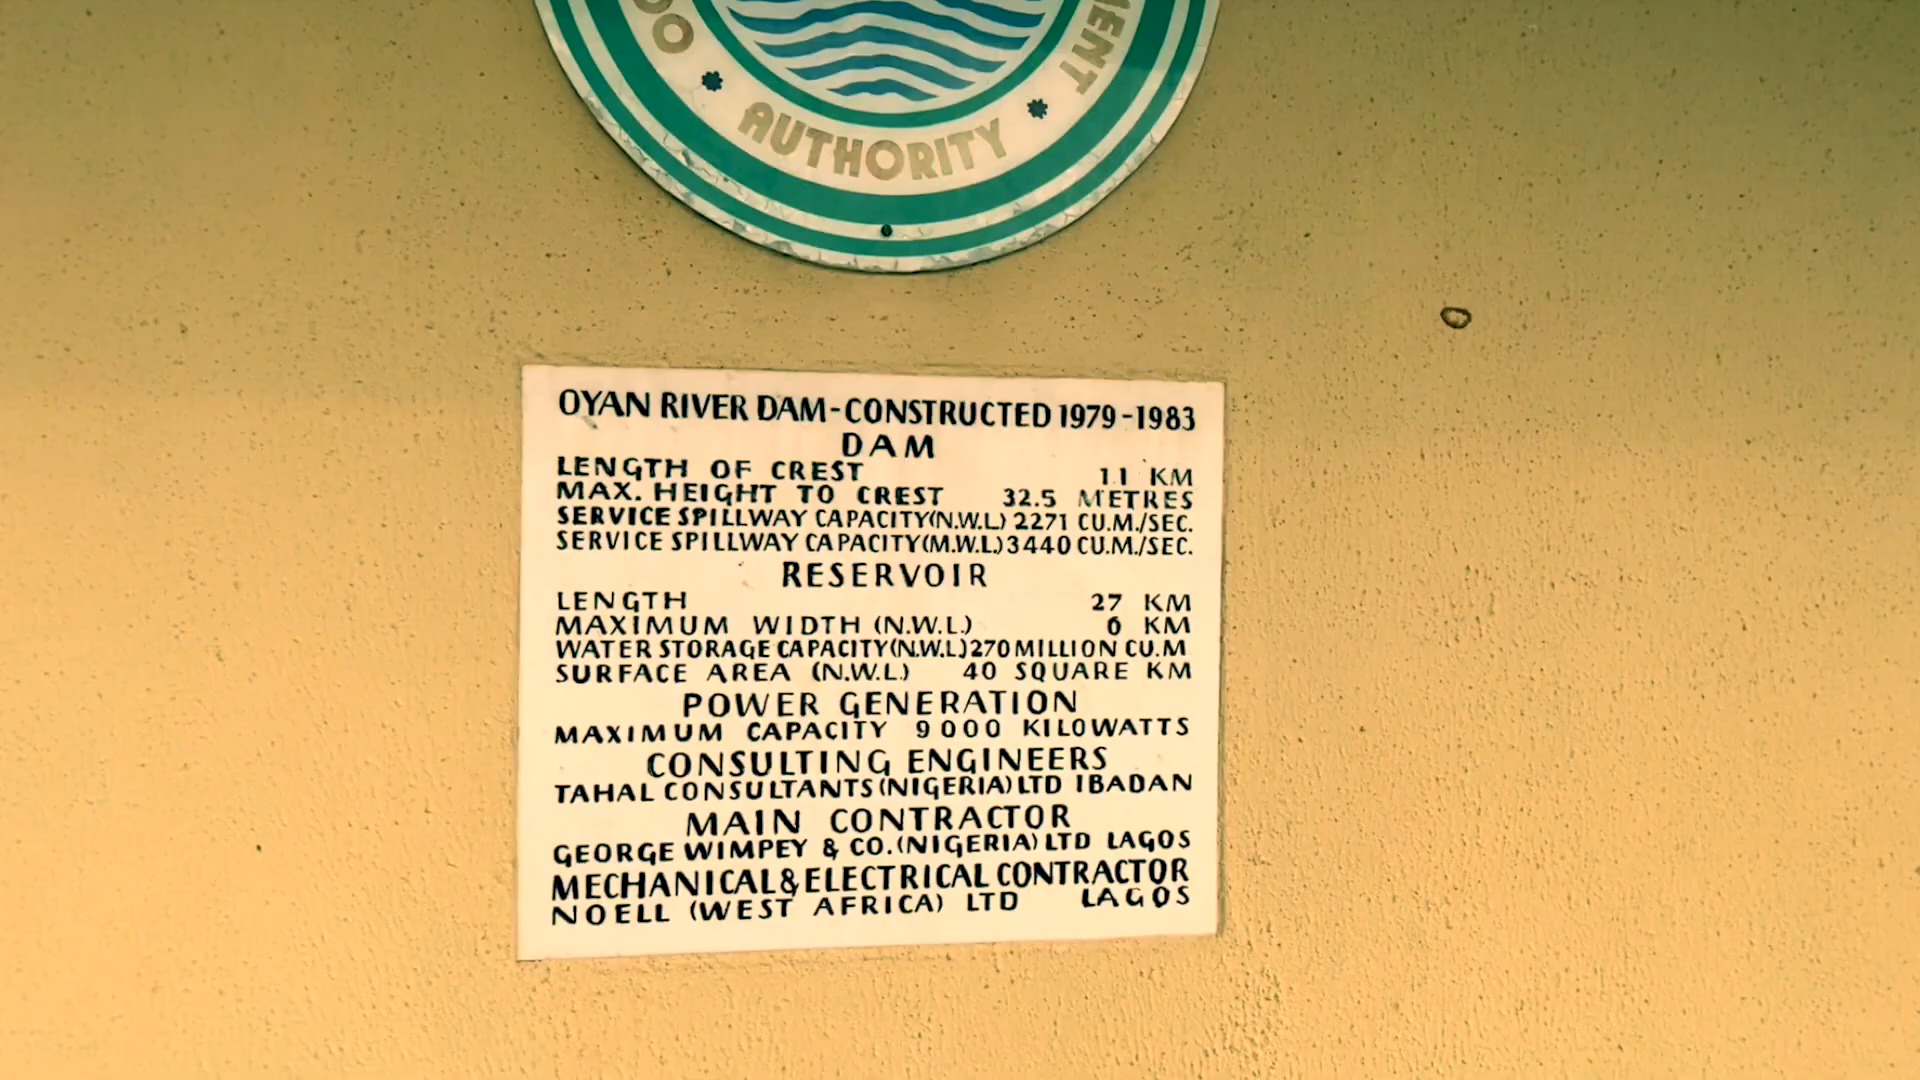 AUTHORITY
OYAN RIVER DAM-CONSTRUCTED 1979-1983
DAM
LENGTH OF CREST 1.1 KM
MAX. HEIGHT TO CREST 32.5 METRES
SERVICE SPILLWAY CAPACITY(N.W.L) 2271 CU.M./SEC.
SERVICE SPILLWAY CAPACITY(M.W.L.) 3440 CU.M./SEC.
RESERVOIR
LENGTH 27 KM
MAXIMUM WIDTH (N.W.L.) 6 KM
WATER STORAGE CAPACITY(N.W.L) 270 MILLION CU.M
SURFACE AREA (N.W.L) 40 SQUARE KM
POWER GENERATION
MAXIMUM CAPACITY 9000 KILOWATTS
CONSULTING ENGINEERS
TAHAL CONSULTANTS (NIGERIA) LTD IBADAN
MAIN CONTRACTOR
GEORGE WIMPEY & CO. (NIGERIA) LTD LAGOS
MECHANICAL & ELECTRICAL CONTRACTOR
NOELL (WEST AFRICA) LTD LAGOS